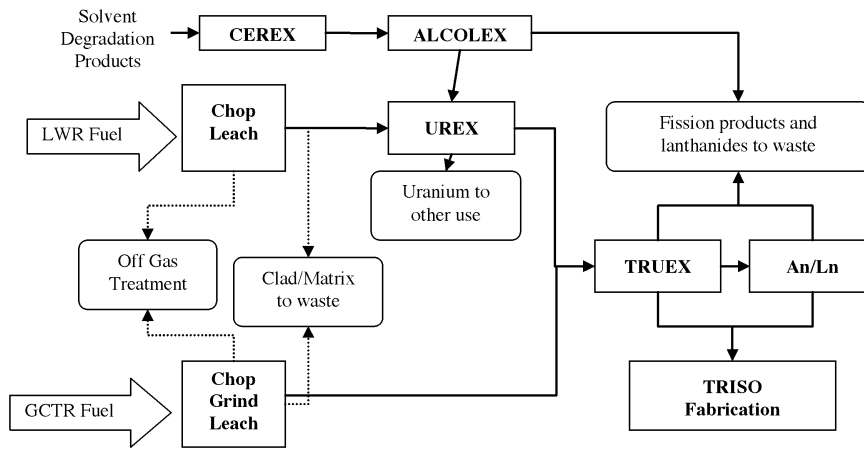 Solvent
Degradation
Products
CEREX
ALCOLEX
Chop
Leach
LWR Fuel
UREX
Fission products and
lanthanides to waste
Uranium to
other use
Off Gas
Treatment
Clad/Matrix
to waste
TRUEX
An/Ln
Chop
Grind
Leach
GCTR Fuel
TRISO
Fabrication